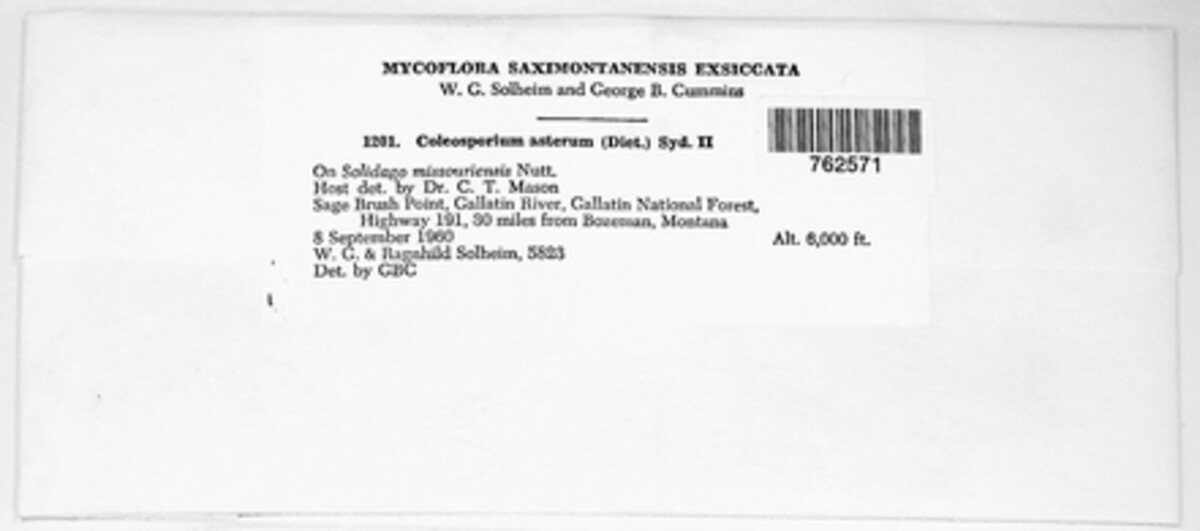 MYCOFLORA SAXIMONTANENSIS EXSICCATA
W. G. Solheim and George B. Cummins
1201. Coleosporium asterum (Diet.) Syd. II
762571
On Solidago missouriensis Nutt.
Host det. by Dr. C. T. Mason
Sage Brush Point, Gallatin River, Gallatin National Forest,
Highway 191, 30 miles from Bozeman, Montana
8 September 1960
Alt. 6,000 ft.
W. G. & Ragnhild Solheim, 5823
Det. by GBC